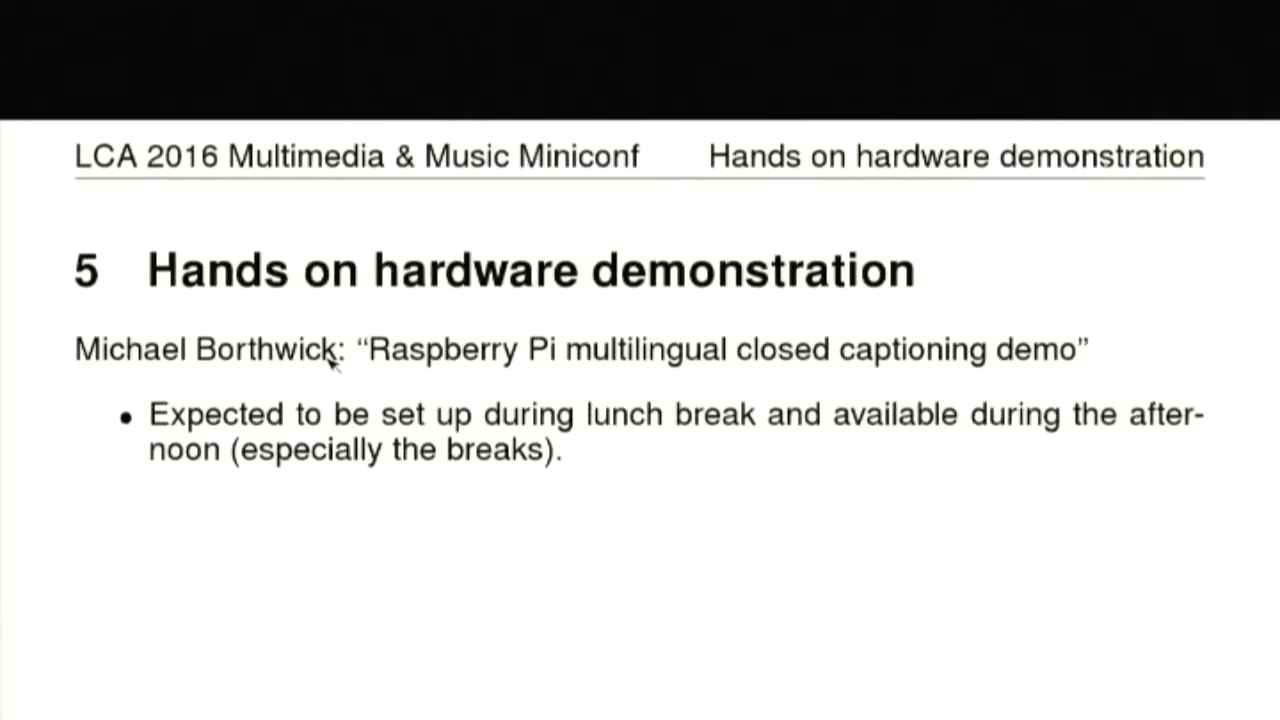 LCA 2016 Multimedia & Music Miniconf Hands on hardware demonstration
5 Hands on hardware demonstration
Michael Borthwick: “Raspberry Pi multilingual closed captioning demo”
• Expected to be set up during lunch break and available during the after-
noon (especially the breaks).